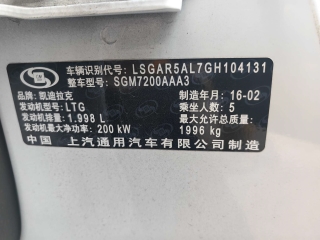 车辆识别代号: LSGAR5AL7GH104131
整车型号: SGM7200AAA3
品牌: 凯迪拉克 制造年月: 16-02
发动机型号: LTG 乘坐人数: 5
发动机排量: 1.998 L 最大允许总质量:
发动机最大净功率: 200 kW 1996 kg
中国 上汽通用汽车有限公司制造